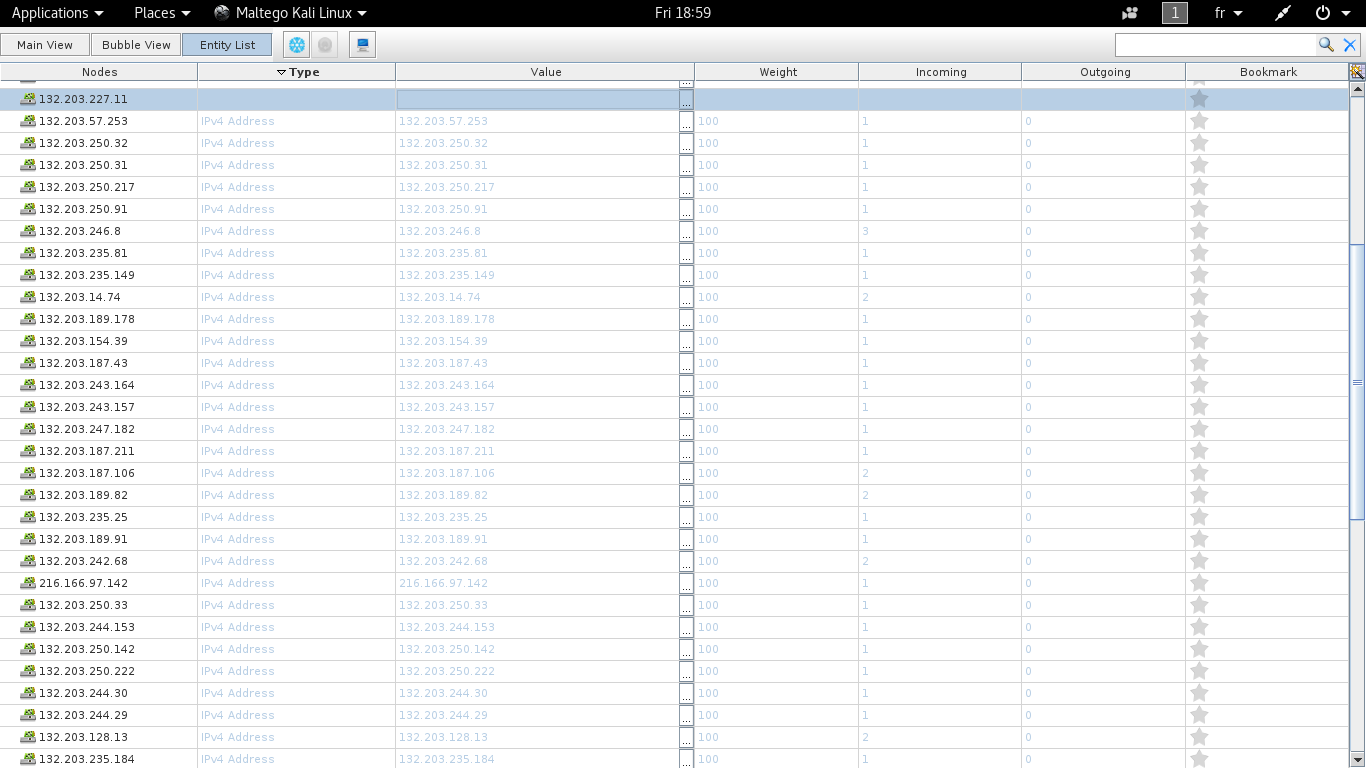 Applications Places Maltego Kali Linux Fri 18:59 1 fr
Main View Bubble View Entity List
Nodes Type Value Weight Incoming Outgoing Bookmark
132.203.227.11 ...
132.203.57.253 IPv4 Address 132.203.57.253 ... 100 1 0
132.203.250.32 IPv4 Address 132.203.250.32 ... 100 1 0
132.203.250.31 IPv4 Address 132.203.250.31 ... 100 1 0
132.203.250.217 IPv4 Address 132.203.250.217 ... 100 1 0
132.203.250.91 IPv4 Address 132.203.250.91 ... 100 1 0
132.203.246.8 IPv4 Address 132.203.246.8 ... 100 3 0
132.203.235.81 IPv4 Address 132.203.235.81 ... 100 1 0
132.203.235.149 IPv4 Address 132.203.235.149 ... 100 1 0
132.203.14.74 IPv4 Address 132.203.14.74 ... 100 2 0
132.203.189.178 IPv4 Address 132.203.189.178 ... 100 1 0
132.203.154.39 IPv4 Address 132.203.154.39 ... 100 1 0
132.203.187.43 IPv4 Address 132.203.187.43 ... 100 1 0
132.203.243.164 IPv4 Address 132.203.243.164 ... 100 1 0
132.203.243.157 IPv4 Address 132.203.243.157 ... 100 1 0
132.203.247.182 IPv4 Address 132.203.247.182 ... 100 1 0
132.203.187.211 IPv4 Address 132.203.187.211 ... 100 1 0
132.203.187.106 IPv4 Address 132.203.187.106 ... 100 2 0
132.203.189.82 IPv4 Address 132.203.189.82 ... 100 2 0
132.203.235.25 IPv4 Address 132.203.235.25 ... 100 1 0
132.203.189.91 IPv4 Address 132.203.189.91 ... 100 1 0
132.203.242.68 IPv4 Address 132.203.242.68 ... 100 2 0
216.166.97.142 IPv4 Address 216.166.97.142 ... 100 1 0
132.203.250.33 IPv4 Address 132.203.250.33 ... 100 1 0
132.203.244.153 IPv4 Address 132.203.244.153 ... 100 1 0
132.203.250.142 IPv4 Address 132.203.250.142 ... 100 1 0
132.203.250.222 IPv4 Address 132.203.250.222 ... 100 1 0
132.203.244.30 IPv4 Address 132.203.244.30 ... 100 1 0
132.203.244.29 IPv4 Address 132.203.244.29 ... 100 1 0
132.203.128.13 IPv4 Address 132.203.128.13 ... 100 2 0
132.203.235.184 IPv4 Address 132.203.235.184 ... 100 1 0